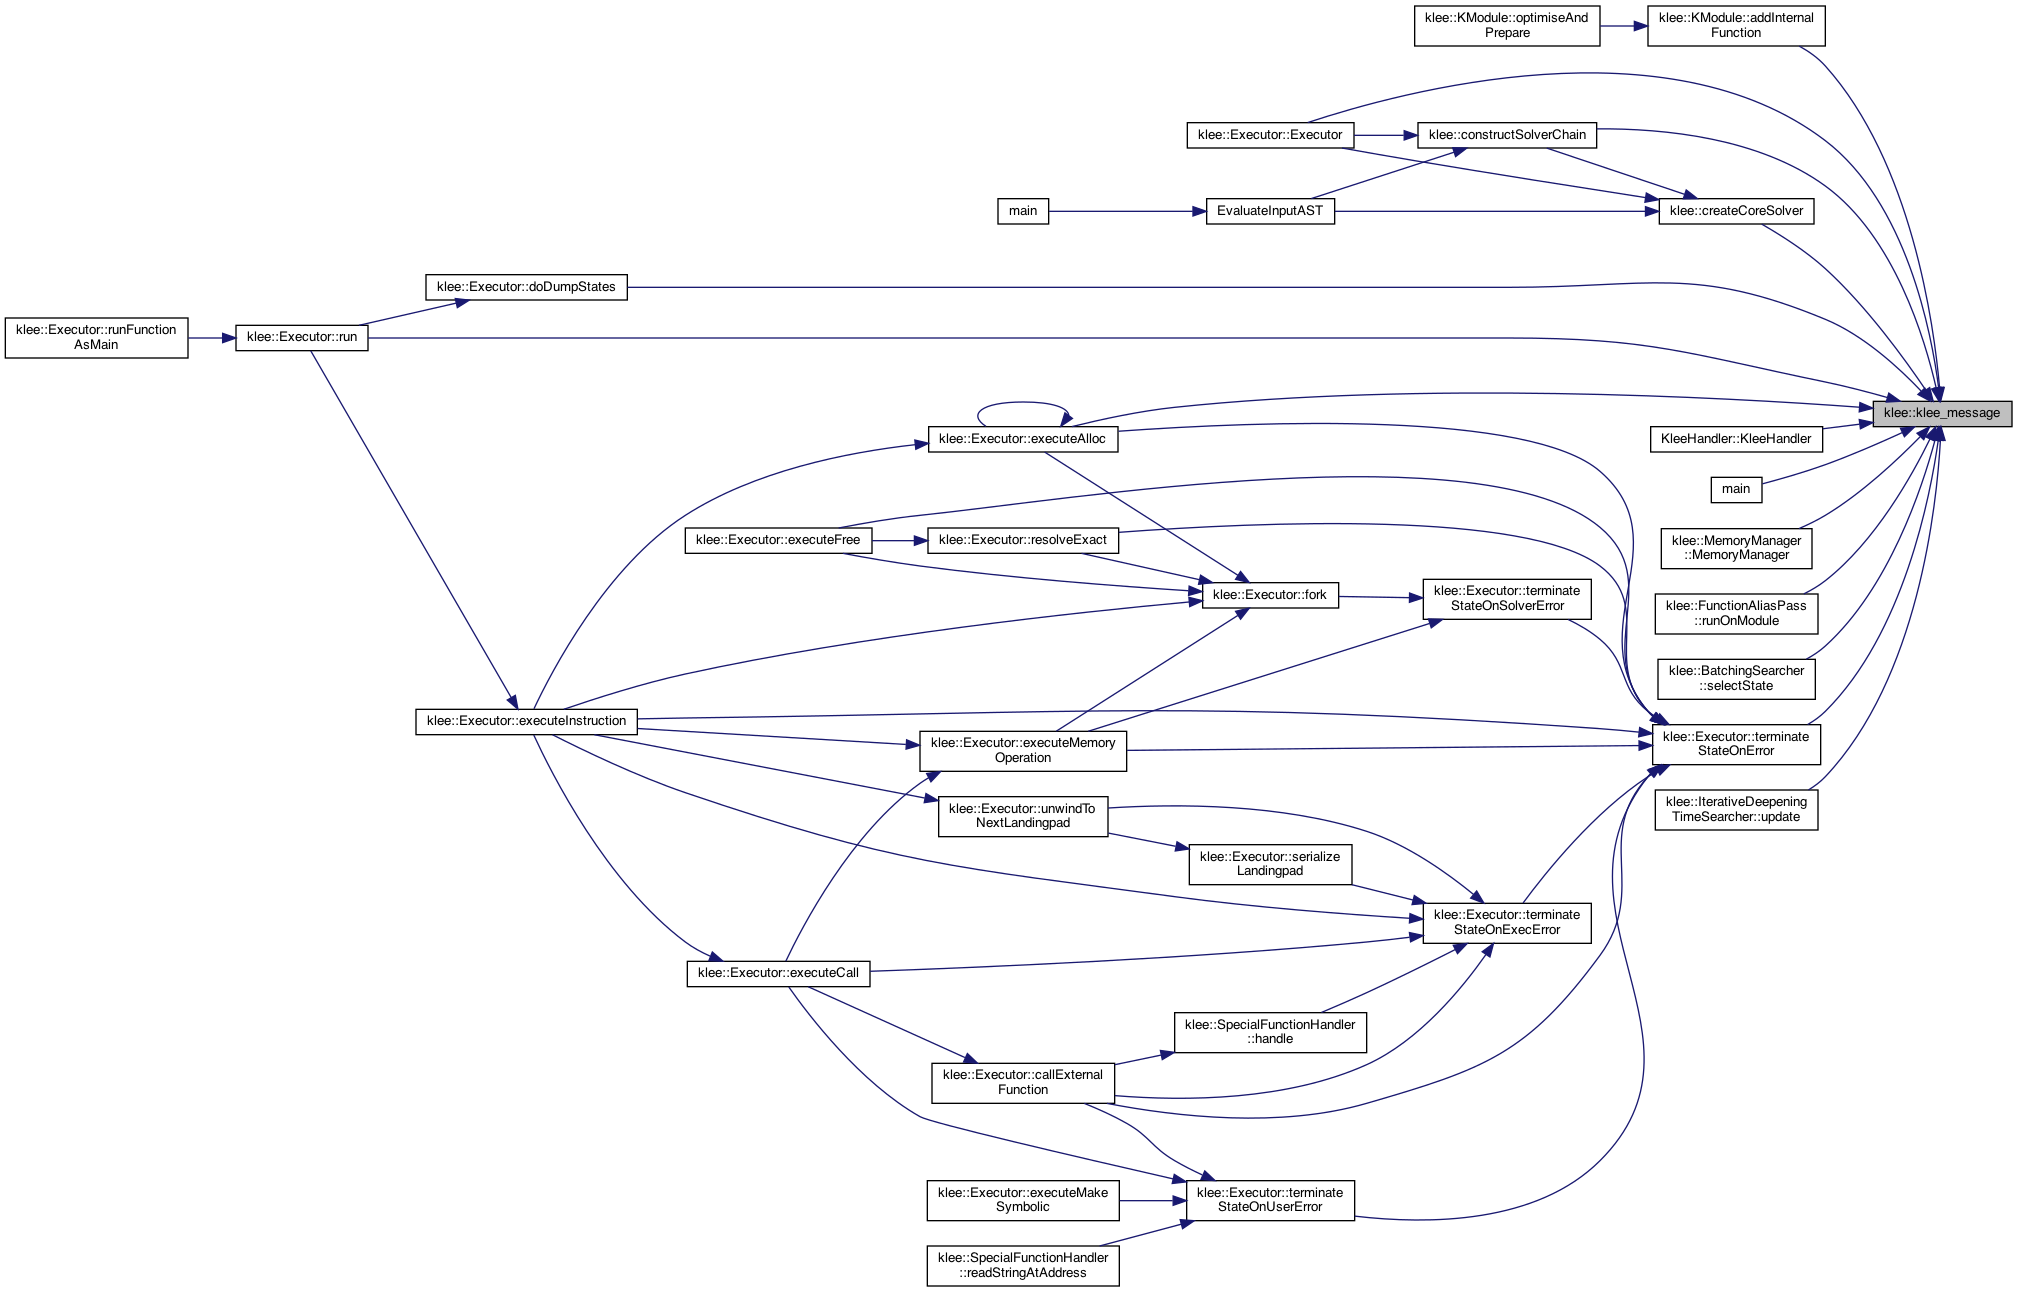 klee::KModule::optimiseAnd
Prepare
klee::KModule::addInternal
Function
klee::Executor::Executor
klee::constructSolverChain
main
EvaluateInputAST
klee::createCoreSolver
klee::Executor::doDumpStates
klee::Executor::runFunction
AsMain
klee::Executor::run
klee::klee_message
klee::Executor::executeAlloc
KleeHandler::KleeHandler
main
klee::Executor::executeFree
klee::Executor::resolveExact
klee::MemoryManager
::MemoryManager
klee::Executor::fork
klee::Executor::terminate
StateOnSolverError
klee::FunctionAliasPass
::runOnModule
klee::BatchingSearcher
::selectState
klee::Executor::executeInstruction
klee::Executor::executeMemory
Operation
klee::Executor::terminate
StateOnError
klee::Executor::unwindTo
NextLandingpad
klee::IterativeDeepening
TimeSearcher::update
klee::Executor::serialize
Landingpad
klee::Executor::terminate
StateOnExecError
klee::Executor::executeCall
klee::SpecialFunctionHandler
::handle
klee::Executor::callExternal
Function
klee::Executor::executeMake
Symbolic
klee::Executor::terminate
StateOnUserError
klee::SpecialFunctionHandler
::readStringAtAddress